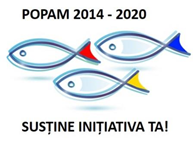 POPAM 2014 - 2020
SUSȚINE INIȚIATIVA TA!